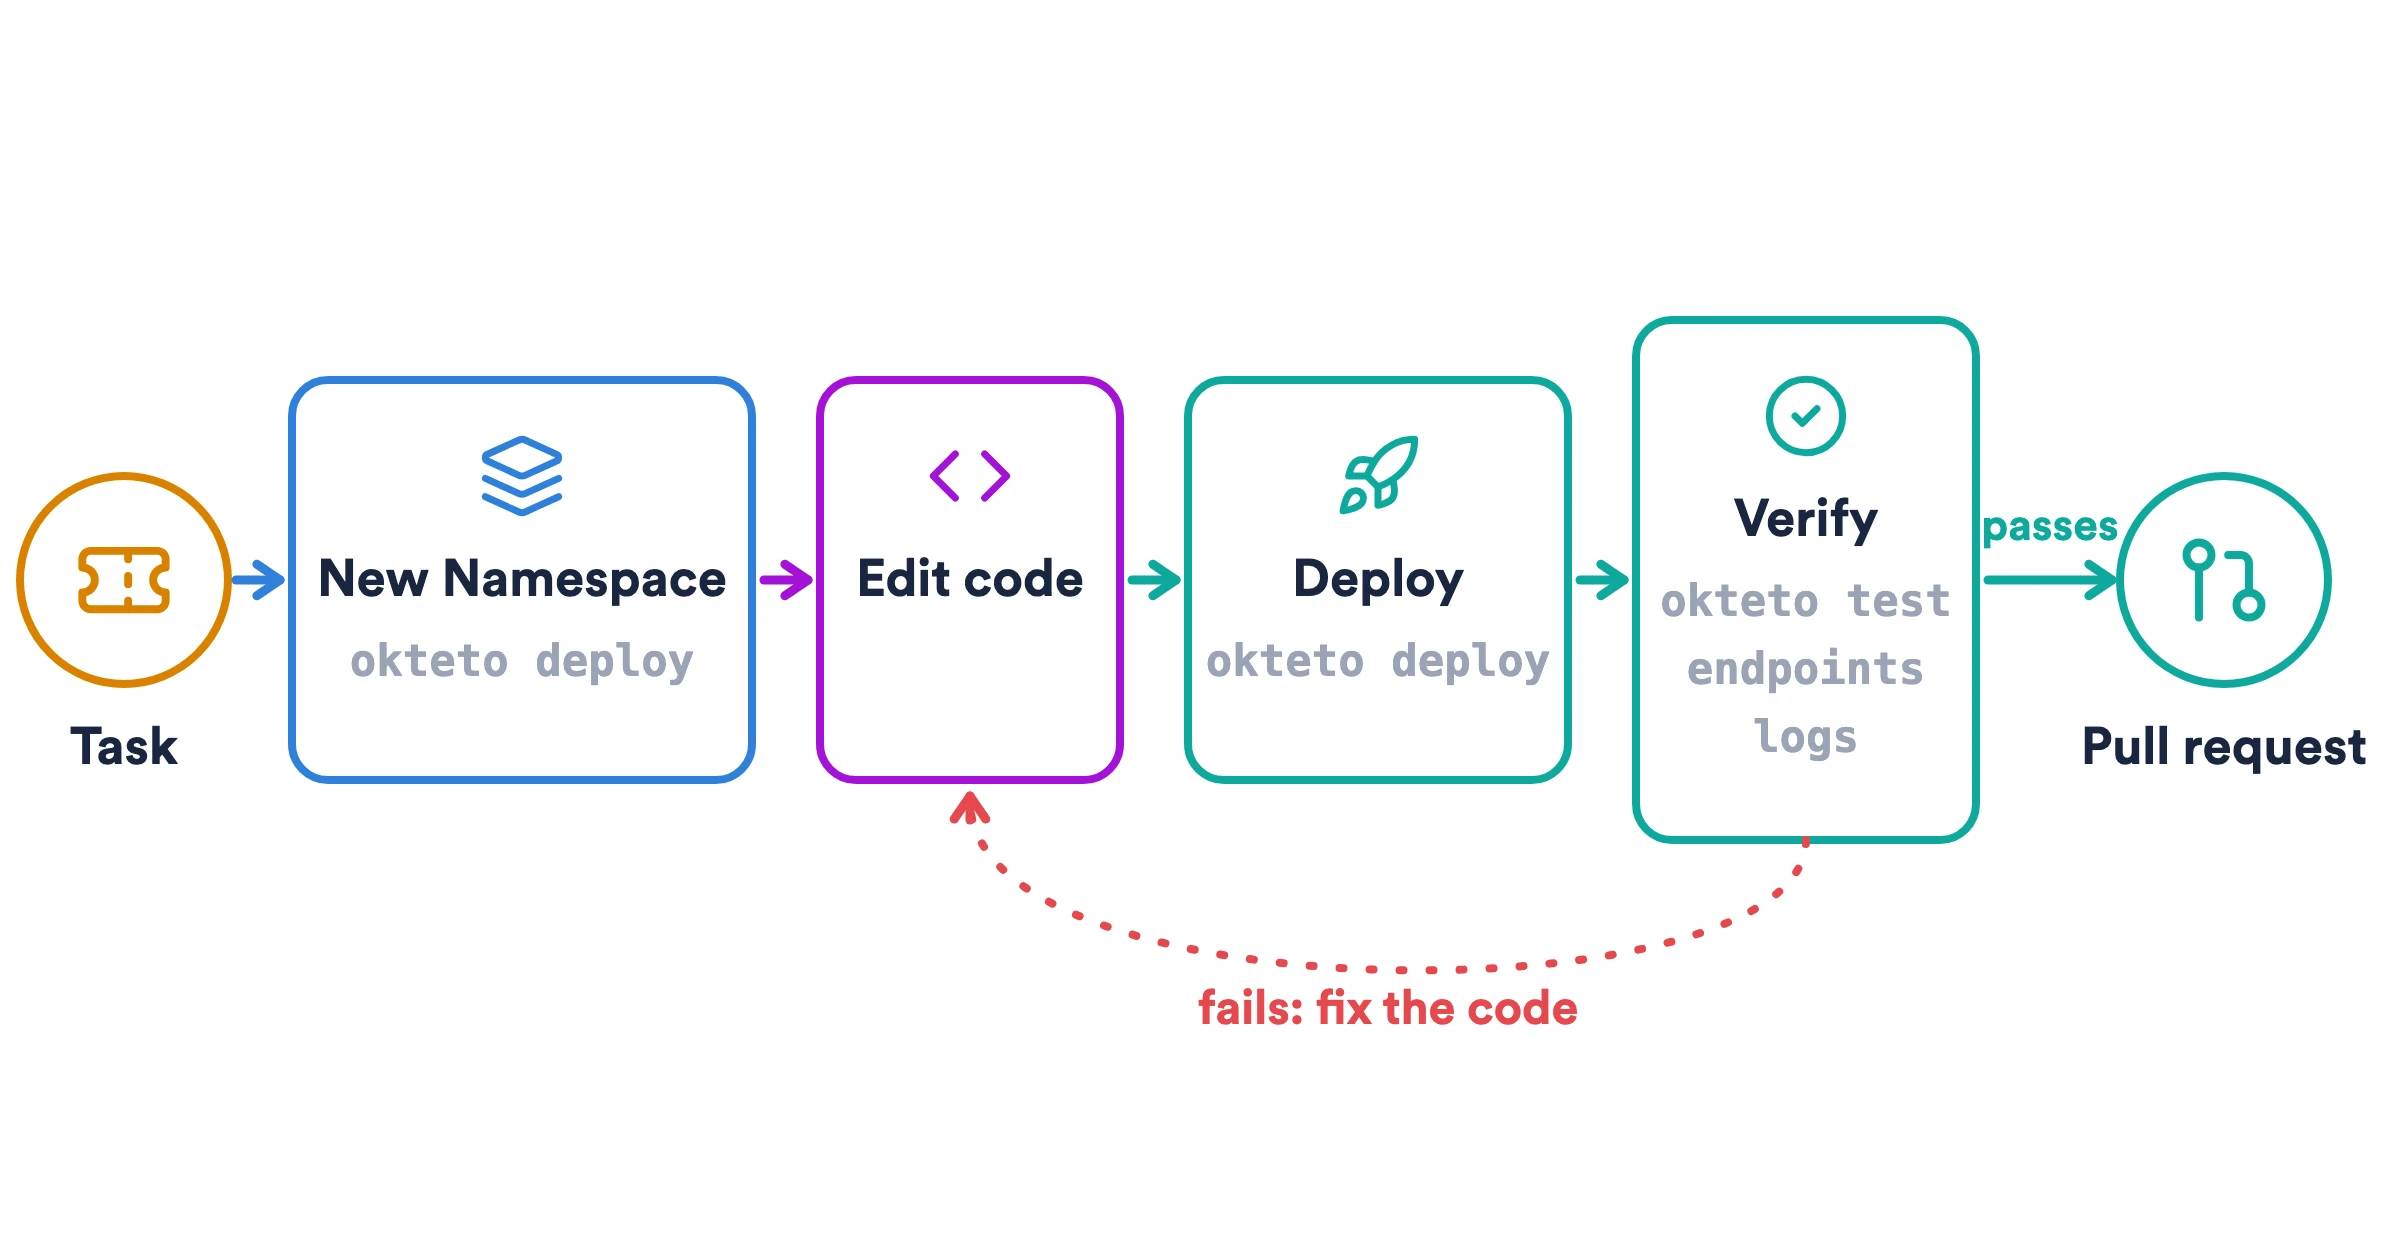 Task
New Namespace
okteto deploy
Edit code
Deploy
okteto deploy
Verify
okteto test
endpoints
logs
passes
Pull request
fails: fix the code